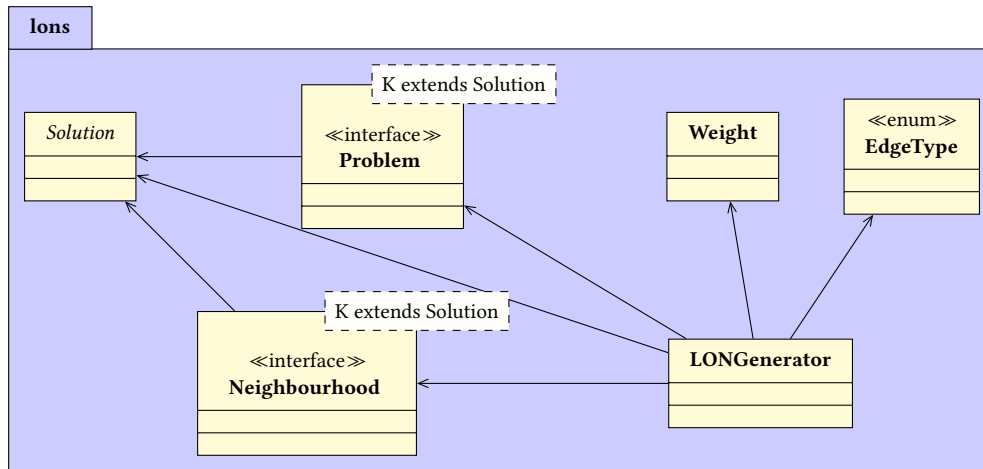 lons
K extends Solution
Solution
≪interface≫
Problem
Weight
≪enum≫
EdgeType
K extends Solution
≪interface≫
Neighbourhood
LONGenerator